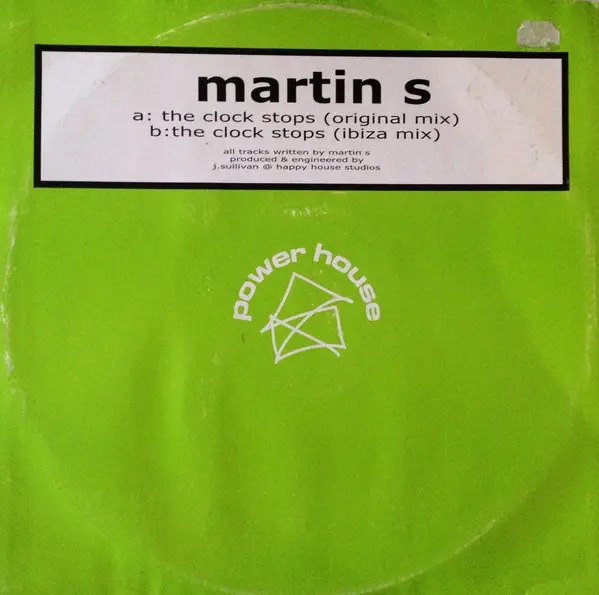 martin s
a: the clock stops (original mix)
b:the clock stops (ibiza mix)
all tracks written by martin s
produced & engineered by
j.sullivan @ happy house studios
power house